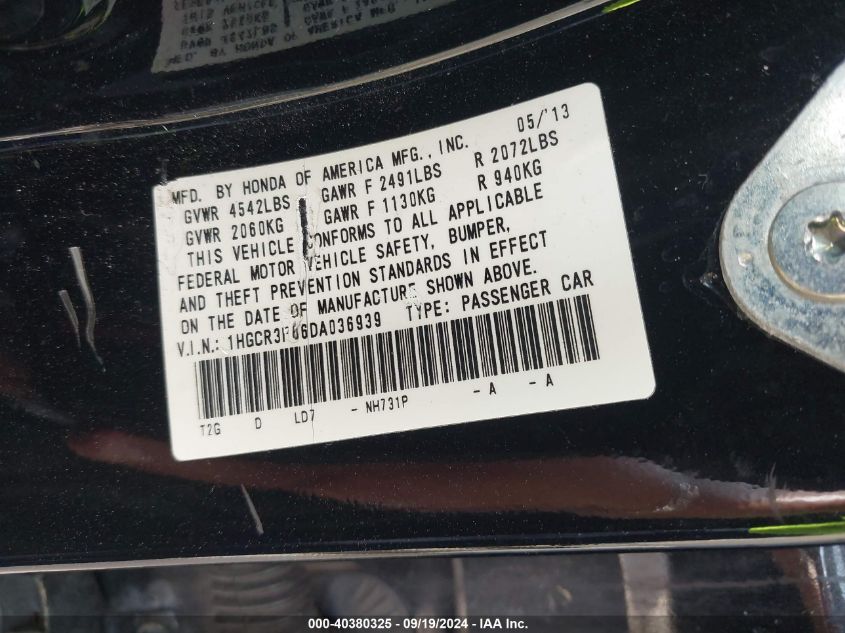 MFD. BY HONDA OF AMERICA MFG., INC. 05/'13
GVWR 4542LBS GAWR F 2491LBS R 2072LBS
GVWR 2060KG GAWR F 1130KG R 940KG
THIS VEHICLE CONFORMS TO ALL APPLICABLE
FEDERAL MOTOR VEHICLE SAFETY, BUMPER,
AND THEFT PREVENTION STANDARDS IN EFFECT
ON THE DATE OF MANUFACTURE SHOWN ABOVE.
V.I.N.: 1HGCR3F86DA036939 TYPE: PASSENGER CAR
T2G D LD7 - NH731P - A - A
000-40380325 - 09/19/2024 - IAA Inc.